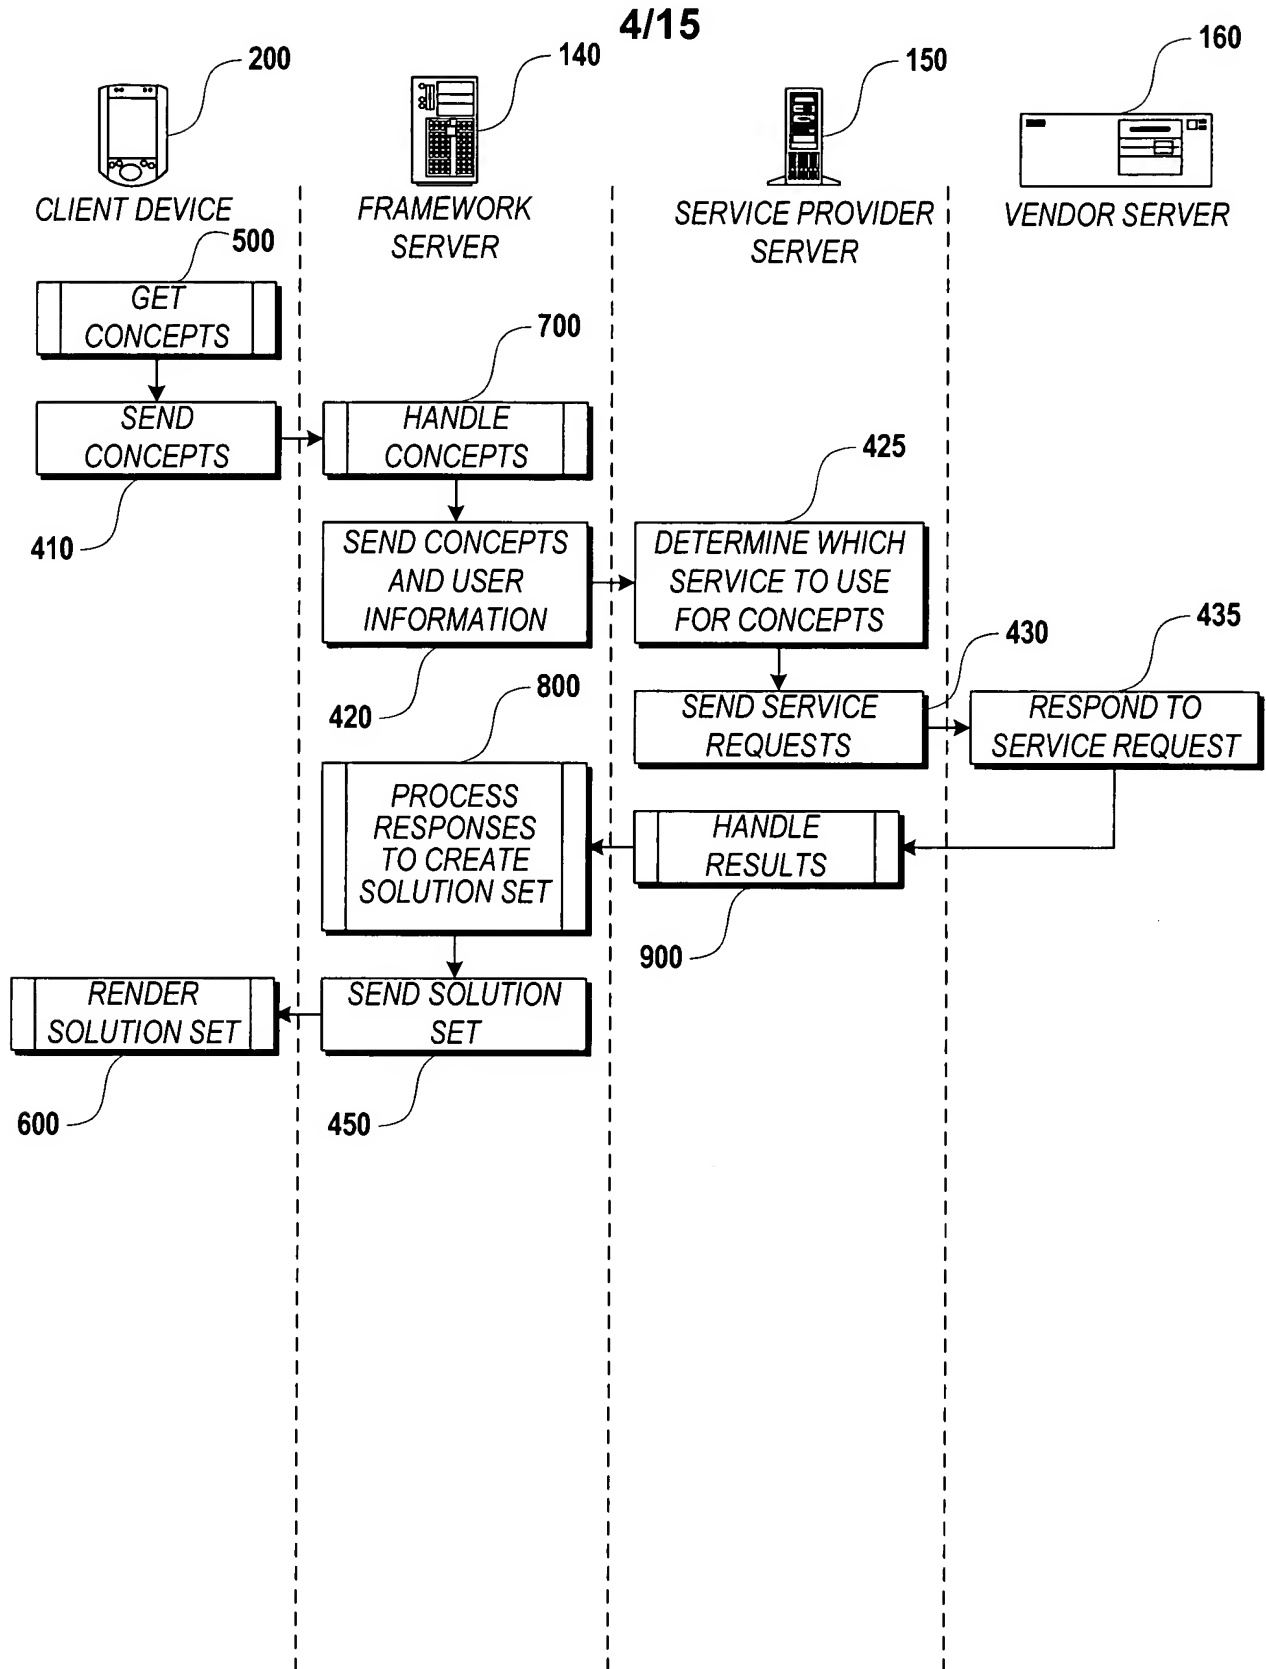 4/15
200
140
150
160
CLIENT DEVICE
FRAMEWORK
SERVER
SERVICE PROVIDER
SERVER
VENDOR SERVER
500
GET
CONCEPTS
700
SEND
CONCEPTS
HANDLE
CONCEPTS
410
425
SEND CONCEPTS
AND USER
INFORMATION
DETERMINE WHICH
SERVICE TO USE
FOR CONCEPTS
420
430
435
800
SEND SERVICE
REQUESTS
RESPOND TO
SERVICE REQUEST
PROCESS
RESPONSES
TO CREATE
SOLUTION SET
HANDLE
RESULTS
900
RENDER
SOLUTION SET
SEND SOLUTION
SET
600
450